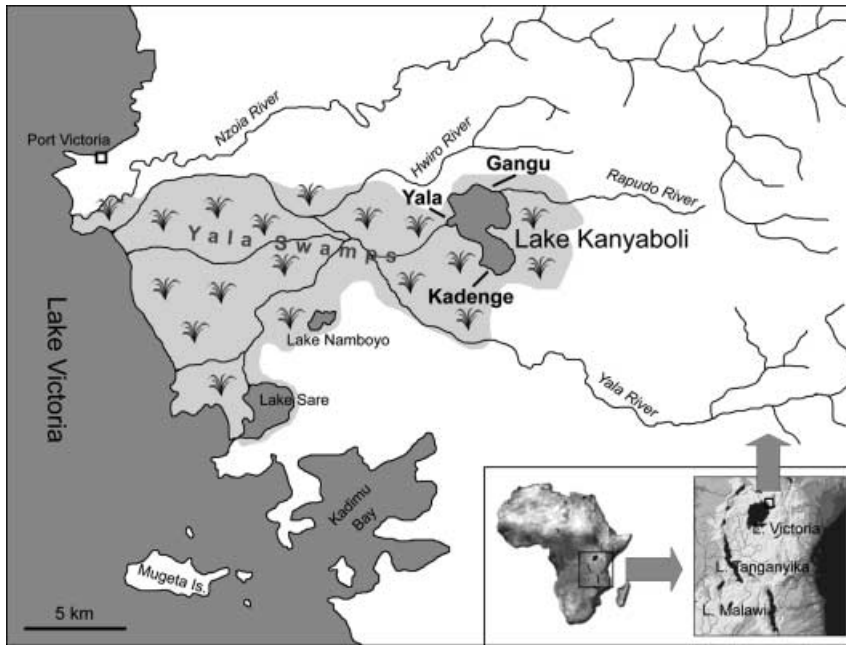 Port Victoria
Nzoia River
Hwiro River
Gangu
Yala
Rapudo River
Yala Swamps
Lake Kanyaboli
Kadenge
Lake Victoria
Lake Namboyo
Lake Sare
Yala River
Kadimu
Bay
Mugeta Is.
5 km
L. Victoria
L. Tanganyika
L. Malawi